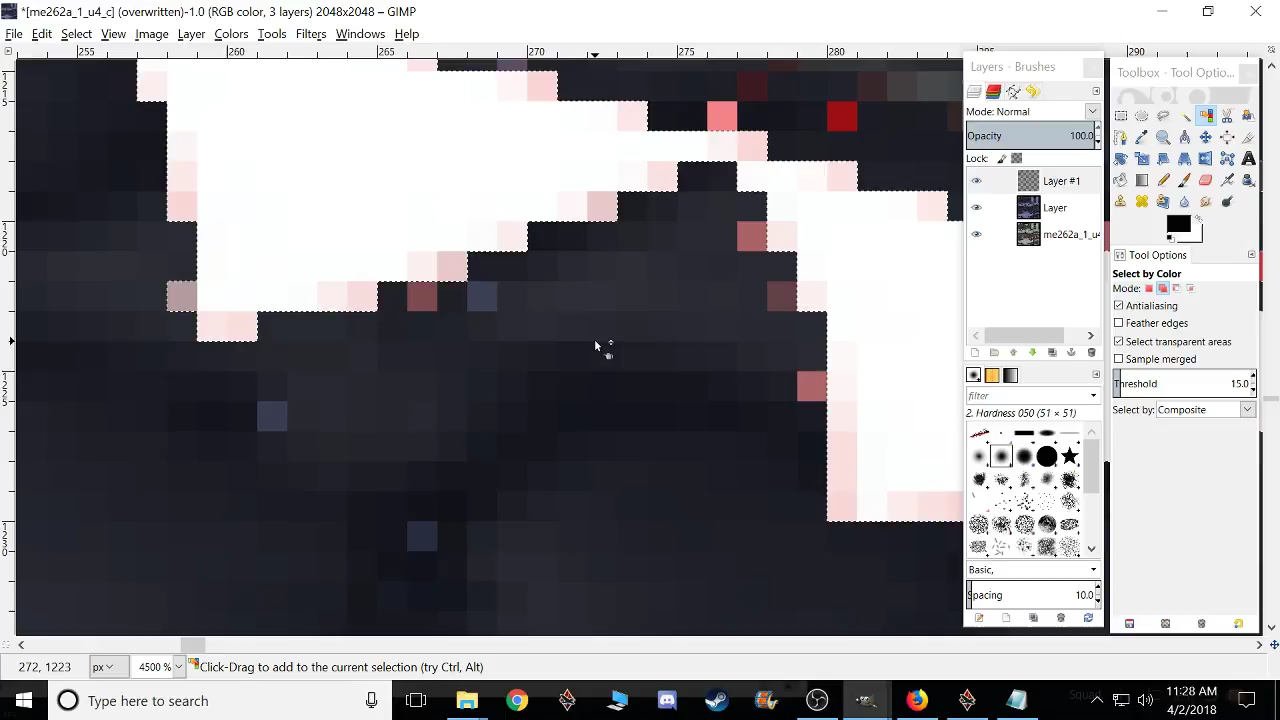 *[me262a_1_u4_c] (overwritten)-1.0 (RGB color, 3 layers) 2048x2048 – GIMP
File Edit Select View Image Layer Colors Tools Filters Windows Help
255 260 265 270 275 280 285 290
Layers - Brushes
Mode: Normal
Opacity 100.0
Lock:
Layer #1
Layer
me262a_1_u4
filter
2. Hardness 050 (51 × 51)
Basic,
Spacing 10.0
Toolbox - Tool Optio...
Tool Options
Select by Color
Mode:
Antialiasing
Feather edges
Select transparent areas
Sample merged
Threshold 15.0
Select by: Composite
272, 1223 px 4500 % Click-Drag to add to the current selection (try Ctrl, Alt)
Type here to search
Squad
11:28 AM
4/2/2018